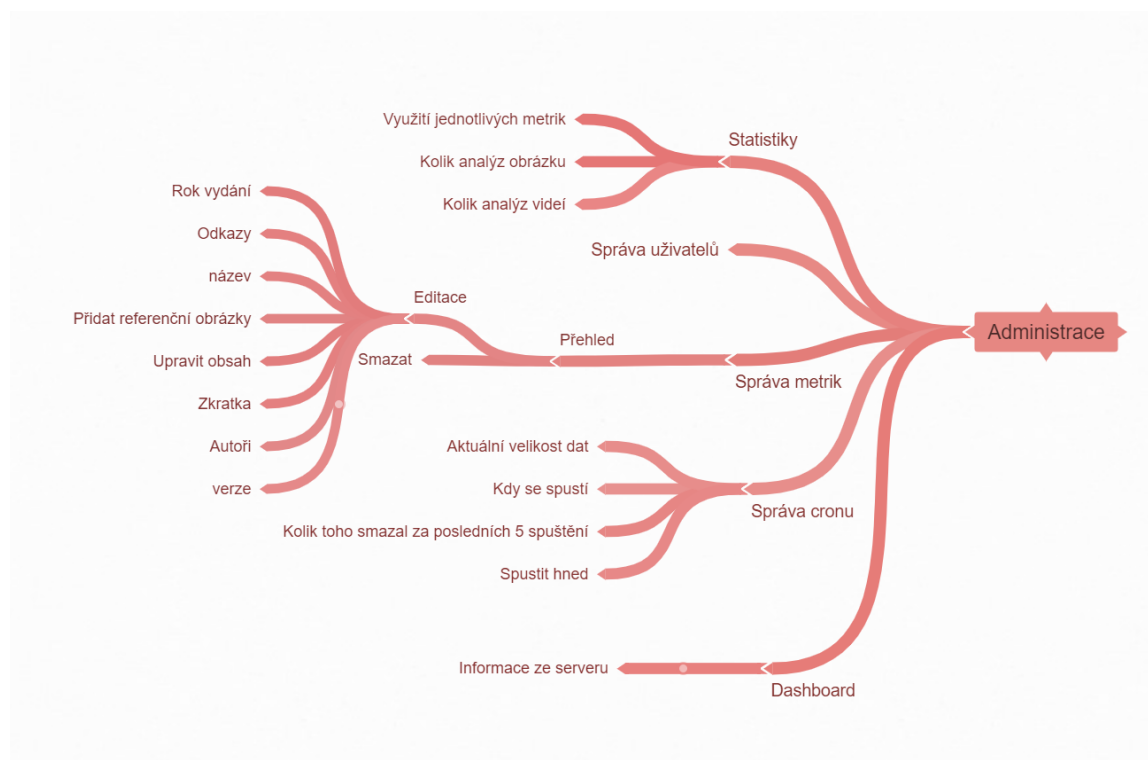 Administrace
Statistiky
Využití jednotlivých metrik
Kolik analýz obrázku
Kolik analýz videí
Správa uživatelů
Správa metrik
Přehled
Editace
Rok vydání
Odkazy
název
Přidat referenční obrázky
Upravit obsah
Zkratka
Autoři
verze
Smazat
Správa cronu
Aktuální velikost dat
Kdy se spustí
Kolik toho smazal za posledních 5 spuštění
Spustit hned
Dashboard
Informace ze serveru